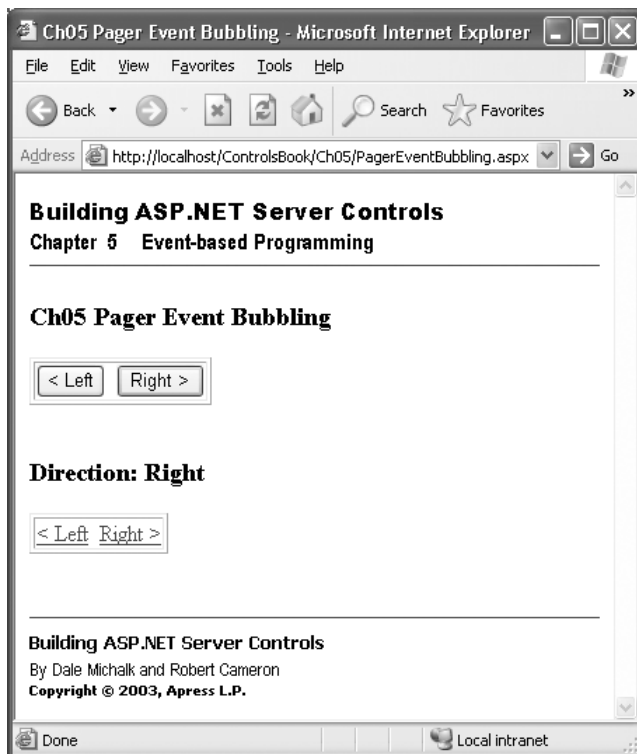 Ch05 Pager Event Bubbling - Microsoft Internet Explorer
File Edit View Favorites Tools Help
Back Search Favorites »
Address http://localhost/ControlsBook/Ch05/PagerEventBubbling.aspx Go
Building ASP.NET Server Controls
Chapter 5 Event-based Programming
Ch05 Pager Event Bubbling
< Left Right >
Direction: Right
< Left Right >
Building ASP.NET Server Controls
By Dale Michalk and Robert Cameron
Copyright © 2003, Apress L.P.
Done Local intranet